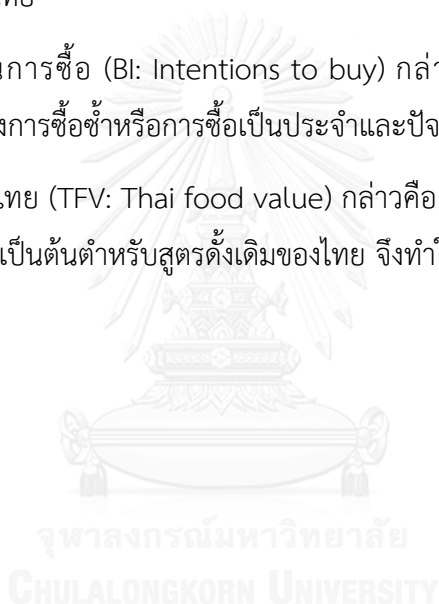 ไทย
นการซื้อ (BI: Intentions to buy) กล่า
งการซื้อซ้ำหรือการซื้อเป็นประจำและปัจ
ไทย (TFV: Thai food value) กล่าวคือ
เป็นต้นตำหรับสูตรดั้งเดิมของไทย จึงทำใ
จุฬาลงกรณ์มหาวิทยาลัย
CHULALONGKORN UNIVERSITY